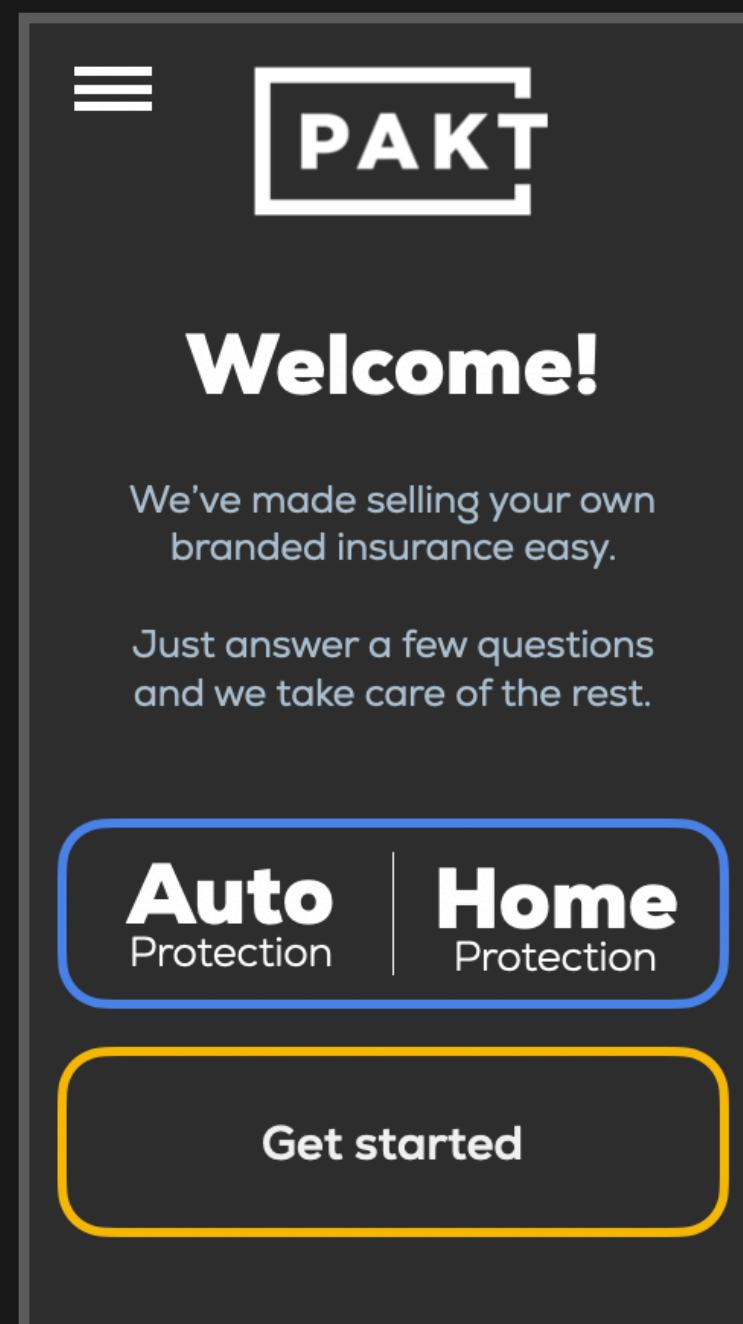 PAKT
Welcome!
We’ve made selling your own
branded insurance easy.
Just answer a few questions
and we take care of the rest.
Auto
Protection
Home
Protection
Get started